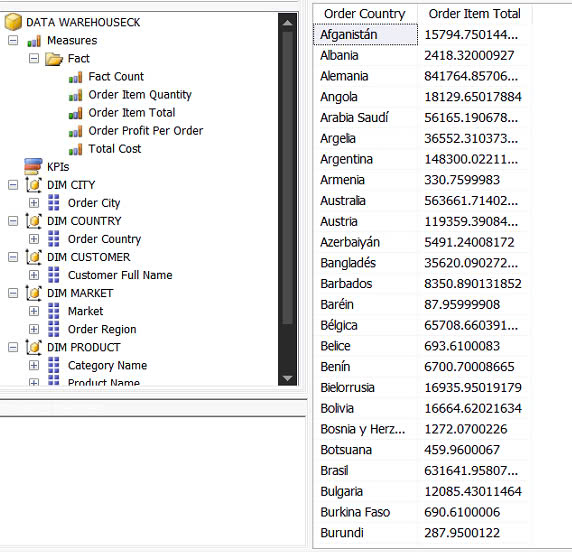 DATA WAREHOUSECK
Measures
Fact
Fact Count
Order Item Quantity
Order Item Total
Order Profit Per Order
Total Cost
KPIs
DIM CITY
Order City
DIM COUNTRY
Order Country
DIM CUSTOMER
Customer Full Name
DIM MARKET
Market
Order Region
DIM PRODUCT
Category Name
Product Name
Order Country Order Item Total
Afganistán 15794.750144...
Albania 2418.32000927
Alemania 841764.85706...
Angola 18129.65017884
Arabia Saudí 56165.190678...
Argelia 36552.310373...
Argentina 148300.02211...
Armenia 330.7599983
Australia 563661.71402...
Austria 119359.39084...
Azerbaiyán 5491.24008172
Bangladés 35620.092272...
Barbados 8350.890131852
Baréin 87.95999908
Bélgica 65708.660391...
Belice 693.6100083
Benín 6700.70008665
Bielorrusia 16935.95019179
Bolivia 16664.62021634
Bosnia y Herz... 1272.0700226
Botsuana 459.9600067
Brasil 631641.95807...
Bulgaria 12085.43011464
Burkina Faso 690.6100006
Burundi 287.9500122